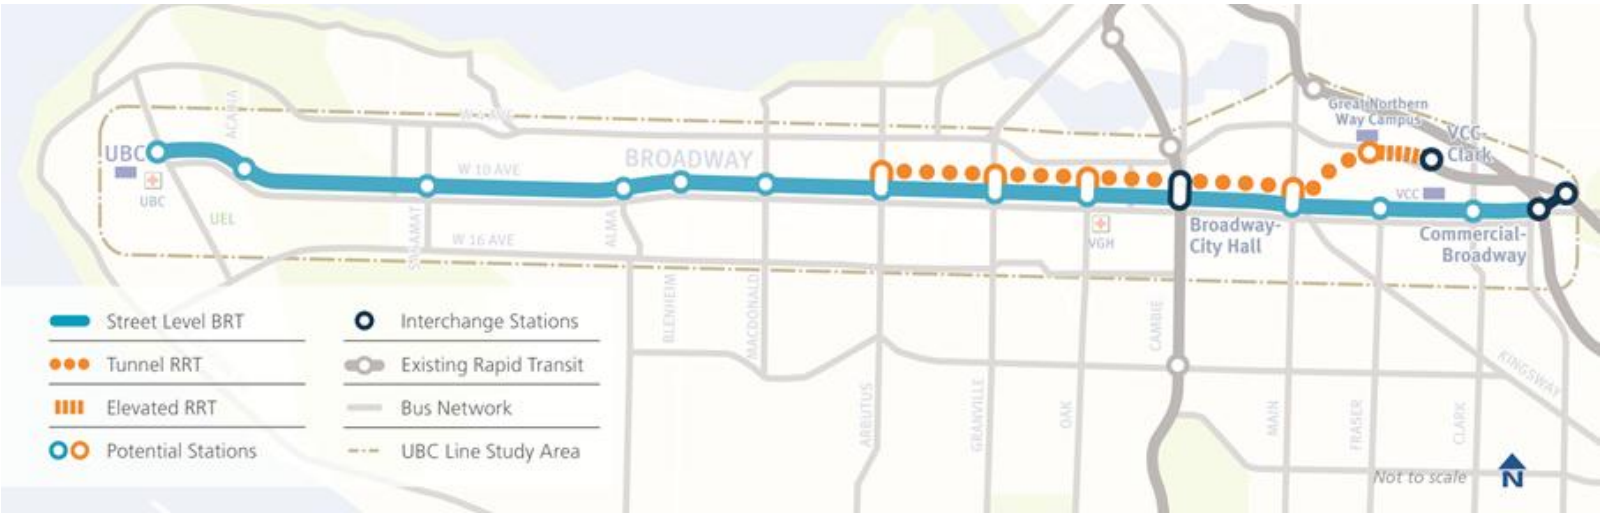 W 4 AVE
ACADIA
Great Northern
Way Campus
VCC
Clark
UBC
BROADWAY
W 10 AVE
UBC
VCC
UEL
SASAMAT
ALMA
W 16 AVE
VGH
Broadway-
City Hall
Commercial-
Broadway
BLENHEIM
MACDONALD
CAMBIE
ARBUTUS
GRANVILLE
OAK
MAIN
FRASER
CLARK
KINGSWAY
Street Level BRT
Interchange Stations
Tunnel RRT
Existing Rapid Transit
Elevated RRT
Bus Network
Potential Stations
UBC Line Study Area
Not to scale
N